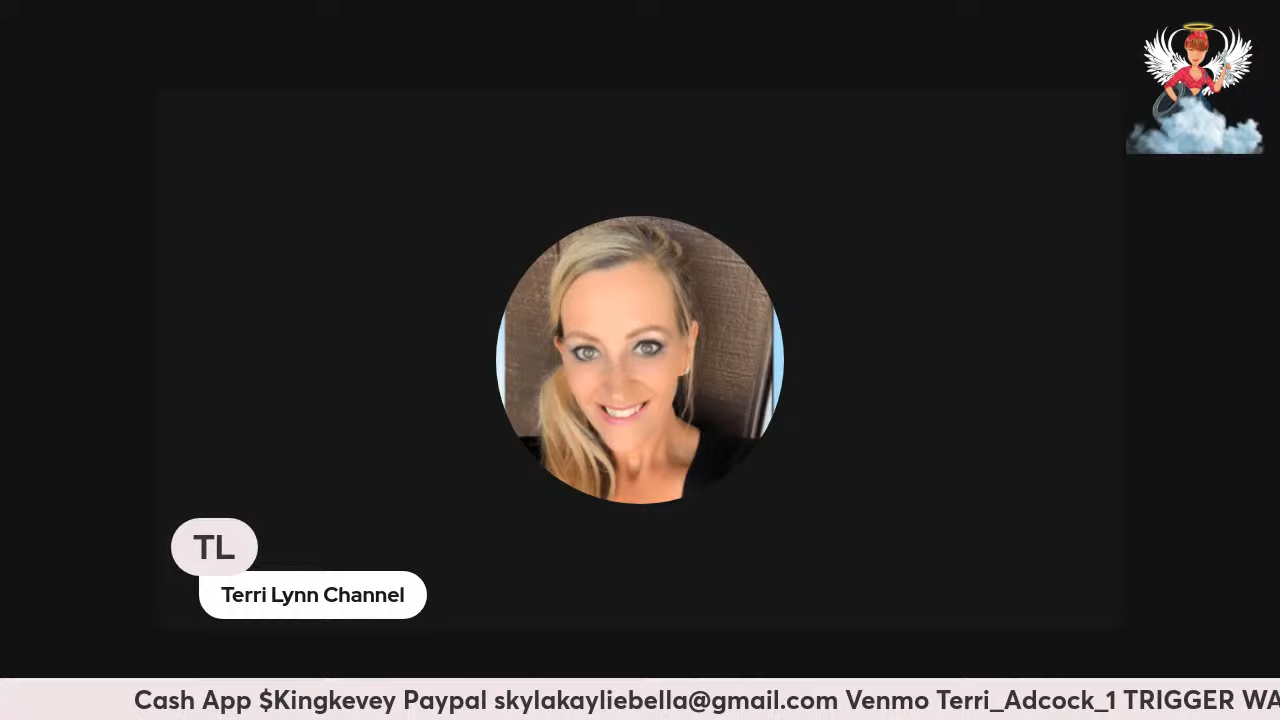 TL
Terri Lynn Channel
Cash App $Kingkevey Paypal skylakayliebella@gmail.com Venmo Terri_Adcock_1 TRIGGER WA